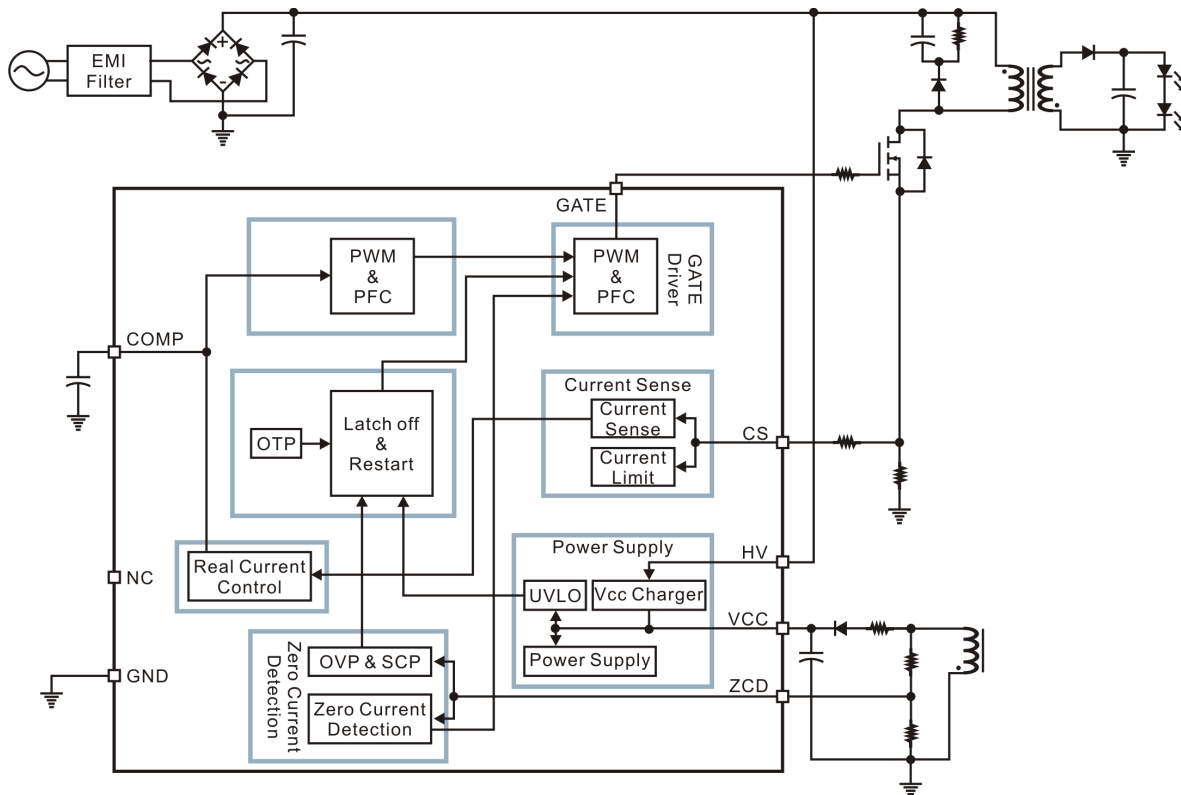 EMI
Filter
+
-
GATE
PWM
&
PFC
PWM
&
PFC
GATE
Driver
COMP
Latch off
&
Restart
OTP
Current Sense
Current
Sense
Current
Limit
CS
Power Supply
HV
Real Current
Control
NC
UVLO
Vcc Charger
VCC
Power Supply
Zero Current
Detection
OVP & SCP
Zero Current
Detection
GND
ZCD